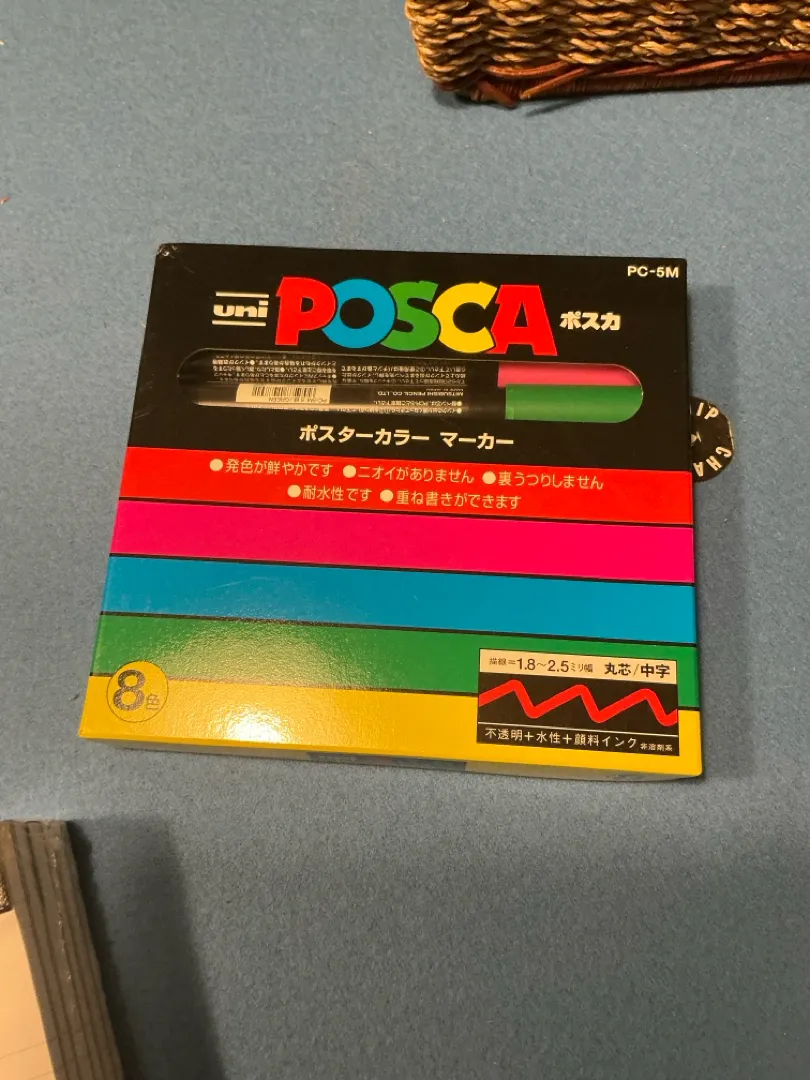 PC-5M
uni POSCA ポスカ
MITSUBISHI PENCIL CO., LTD.
ポスターカラー マーカー
●発色が鮮やかです ●ニオイがありません ●裏うつりしません
●耐水性です ●重ね書きができます
描線=1.8～2.5ミリ幅 丸芯/中字
不透明+水性+顔料インク 非溶剤系
8色
IP
CHA